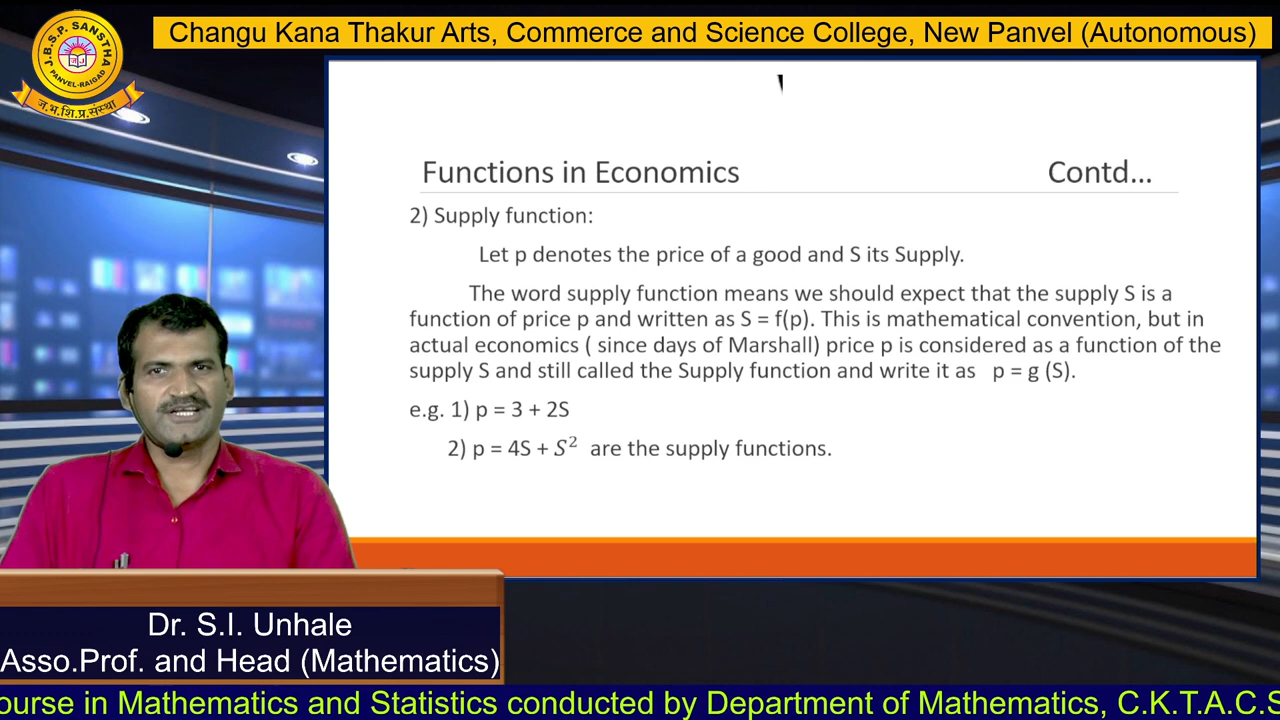 Changu Kana Thakur Arts, Commerce and Science College, New Panvel (Autonomous)
J.B.S.P. SANSTHA
PANVEL-RAIGAD
ज.भ.शि.प्र.संस्था
Functions in Economics Contd...
2) Supply function:
Let p denotes the price of a good and S its Supply.
The word supply function means we should expect that the supply S is a
function of price p and written as S = f(p). This is mathematical convention, but in
actual economics ( since days of Marshall) price p is considered as a function of the
supply S and still called the Supply function and write it as p = g (S).
e.g. 1) p = 3 + 2S
2) p = 4S + S² are the supply functions.
Dr. S.I. Unhale
Asso.Prof. and Head (Mathematics)
ourse in Mathematics and Statistics conducted by Department of Mathematics, C.K.T.A.C.S